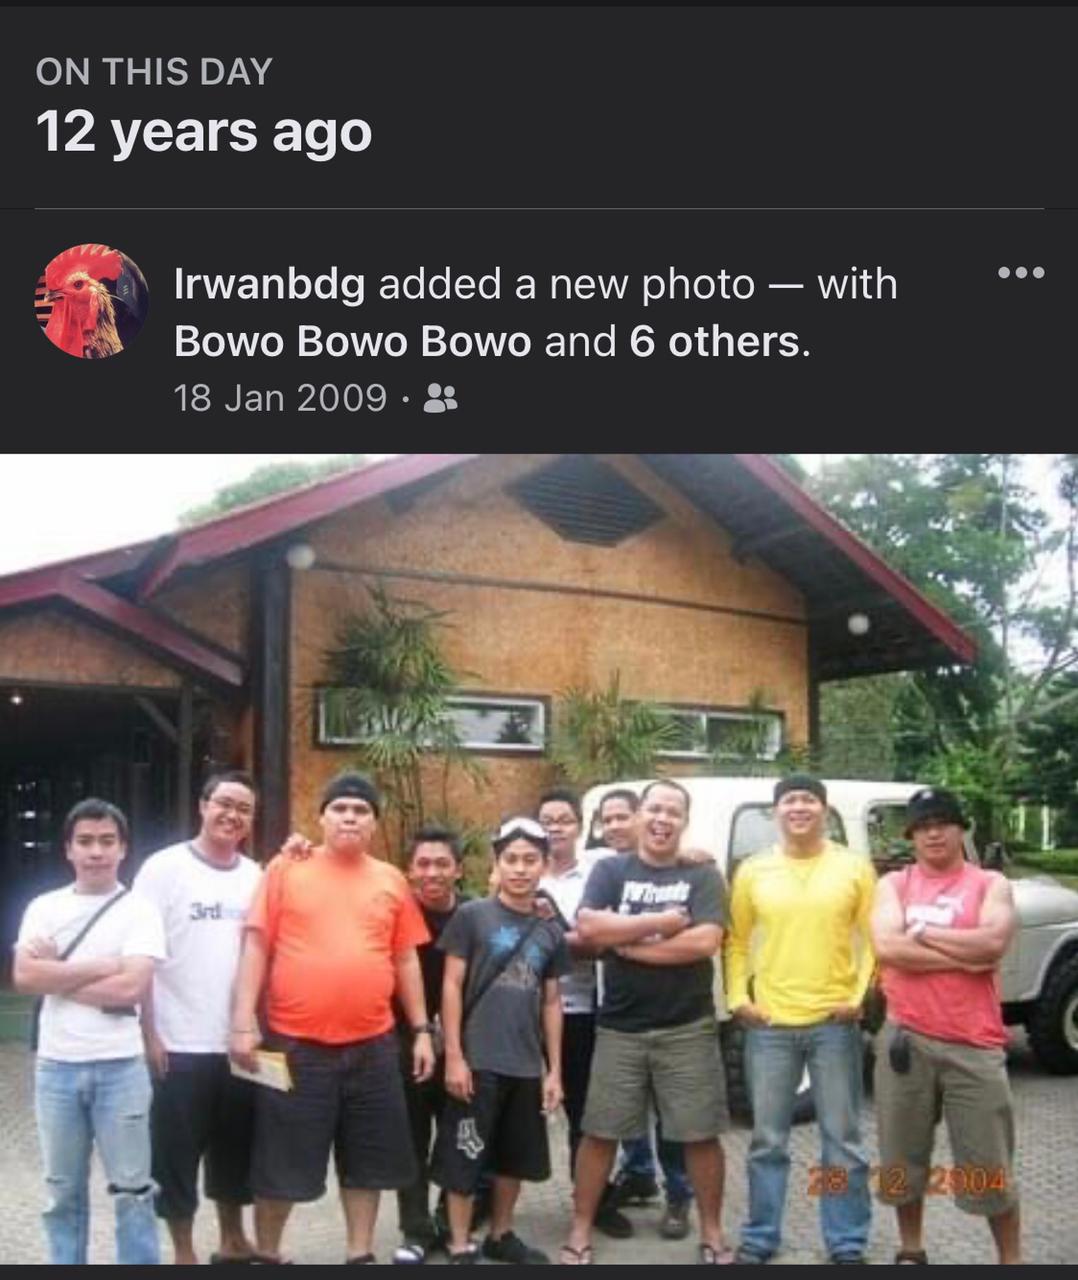 ON THIS DAY
12 years ago
Irwanbdg added a new photo — with
Bowo Bowo Bowo and 6 others.
18 Jan 2009 ·
3rd
28 12 2004